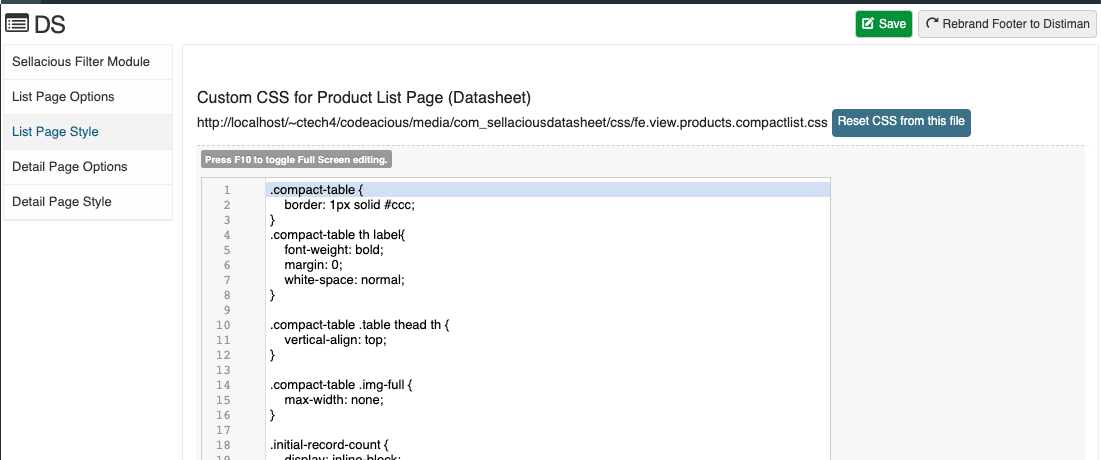 DS
Save
Rebrand Footer to Distiman
Sellacious Filter Module
List Page Options
List Page Style
Detail Page Options
Detail Page Style
Custom CSS for Product List Page (Datasheet)
http://localhost/~ctech4/codeacious/media/com_sellaciousdatasheet/css/fe.view.products.compactlist.css Reset CSS from this file
Press F10 to toggle Full Screen editing.
1 .compact-table {
2 border: 1px solid #ccc;
3 }
4 .compact-table th label{
5 font-weight: bold;
6 margin: 0;
7 white-space: normal;
8 }
9
10 .compact-table .table thead th {
11 vertical-align: top;
12 }
13
14 .compact-table .img-full {
15 max-width: none;
16 }
17
18 .initial-record-count {
19 display: inline-block;